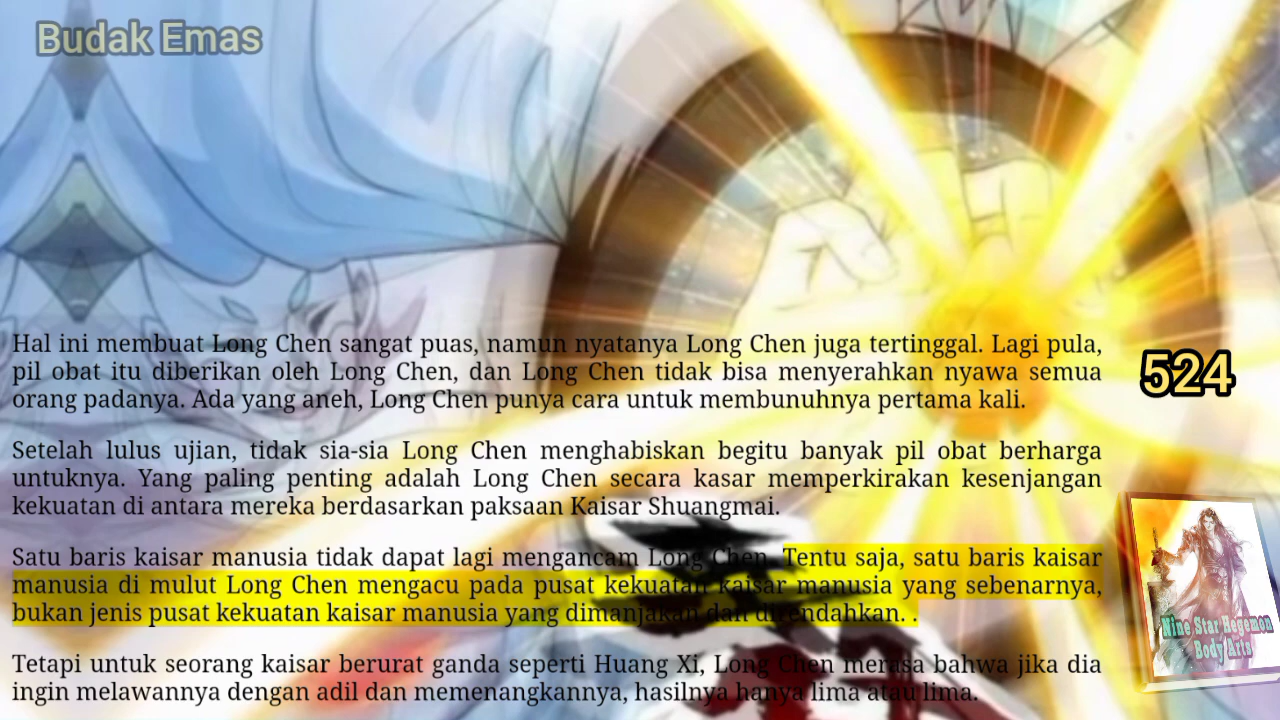 Budak Emas
Hal ini membuat Long Chen sangat puas, namun nyatanya Long Chen juga tertinggal. Lagi pula,
pil obat itu diberikan oleh Long Chen, dan Long Chen tidak bisa menyerahkan nyawa semua
orang padanya. Ada yang aneh, Long Chen punya cara untuk membunuhnya pertama kali.
524
Setelah lulus ujian, tidak sia-sia Long Chen menghabiskan begitu banyak pil obat berharga
untuknya. Yang paling penting adalah Long Chen secara kasar memperkirakan kesenjangan
kekuatan di antara mereka berdasarkan paksaan Kaisar Shuangmai.
Satu baris kaisar manusia tidak dapat lagi mengancam Long Chen. Tentu saja, satu baris kaisar
manusia di mulut Long Chen mengacu pada pusat kekuatan kaisar manusia yang sebenarnya,
bukan jenis pusat kekuatan kaisar manusia yang dimanjakan dan direndahkan. .
Tetapi untuk seorang kaisar berurat ganda seperti Huang Xi, Long Chen merasa bahwa jika dia
ingin melawannya dengan adil dan memenangkannya, hasilnya hanya lima atau lima.
Nine Star Hegemon
Body Arts